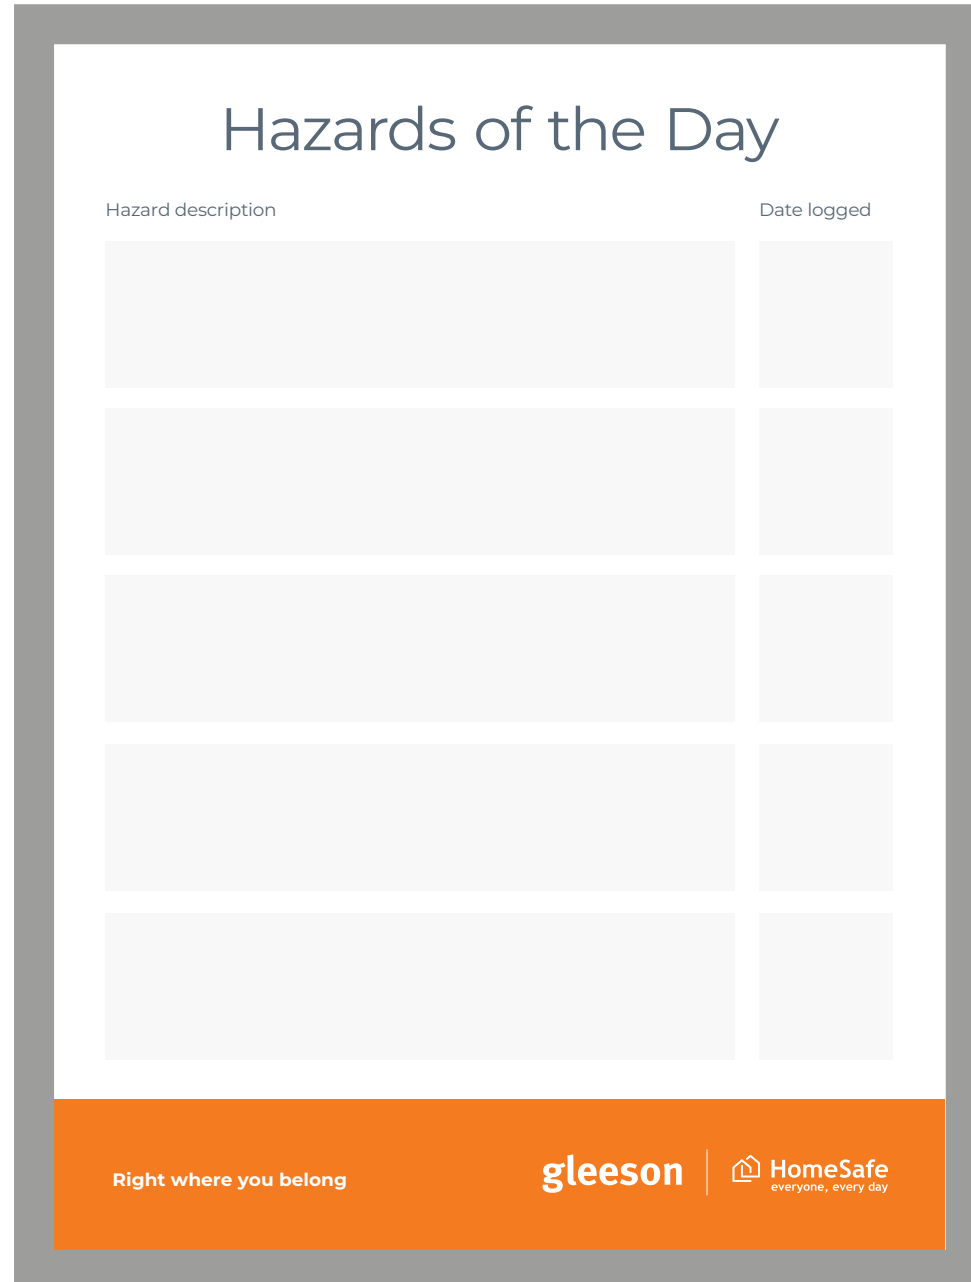 Hazards of the Day
Hazard description
Date logged
Right where you belong
gleeson
HomeSafe
everyone, every day